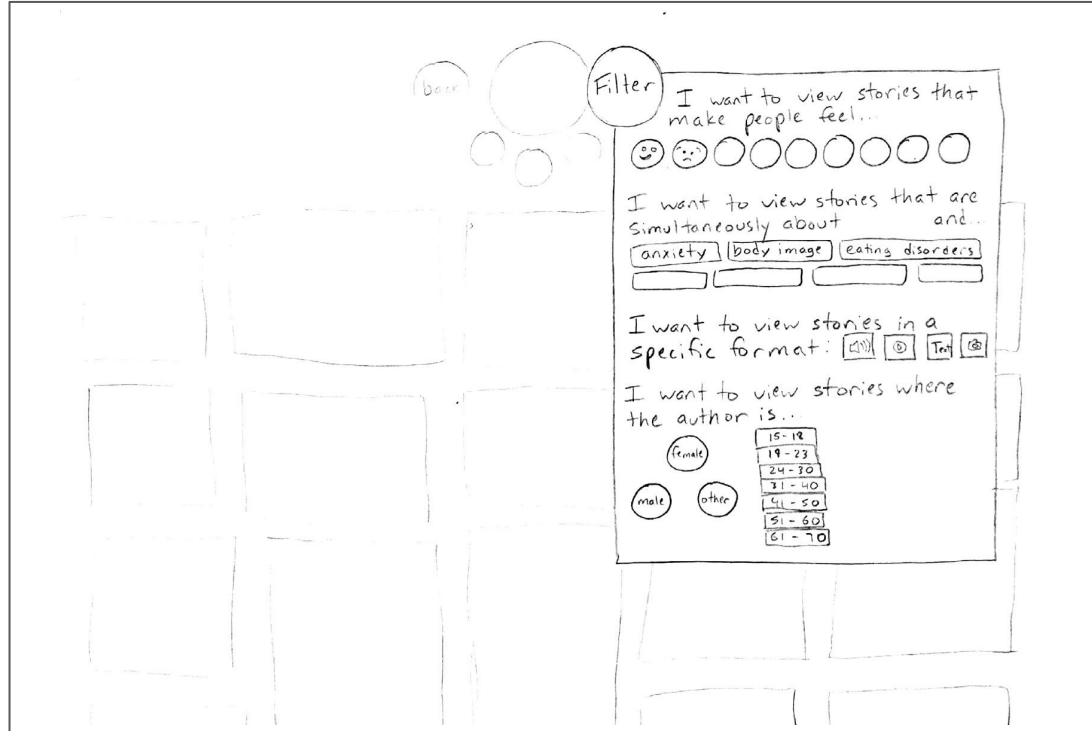 back
Filter
I want to view stories that
make people feel...
I want to view stories that are
simultaneously about and...
anxiety body image eating disorders
I want to view stories in a
specific format: Text
I want to view stories where
the author is...
female
male other
15-18
19-23
24-30
31-40
41-50
51-60
61-70